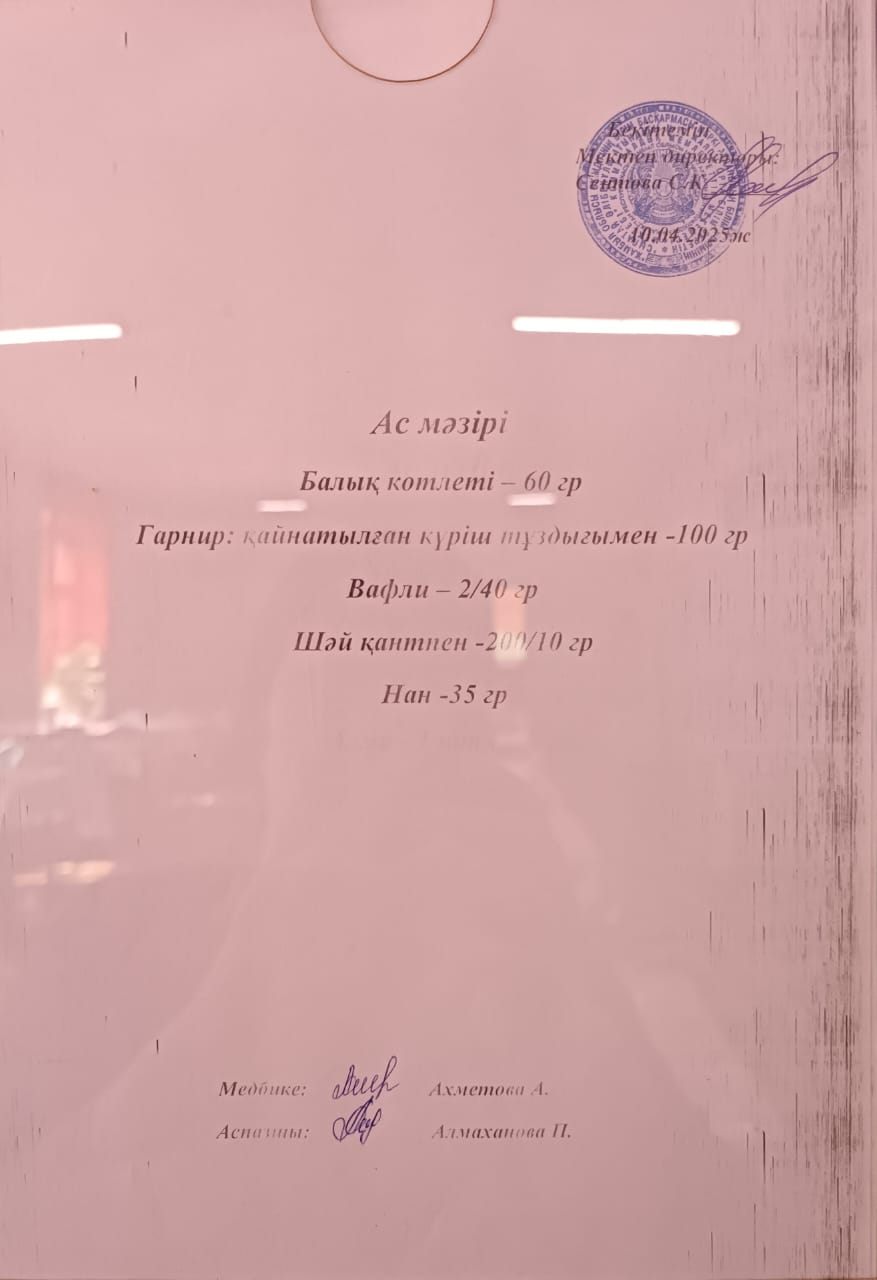 Бекітемін
Мектеп директоры:
Сеитова С.К.
10.04.2025ж
Ас мәзірі
Балық котлеті – 60 гр
Гарнир: қайнатылған күріш тұздығымен -100 гр
Вафли – 2/40 гр
Шәй қантпен -200/10 гр
Нан -35 гр
Медбике: Ахметова А.
Аспазшы: Алмаханова П.